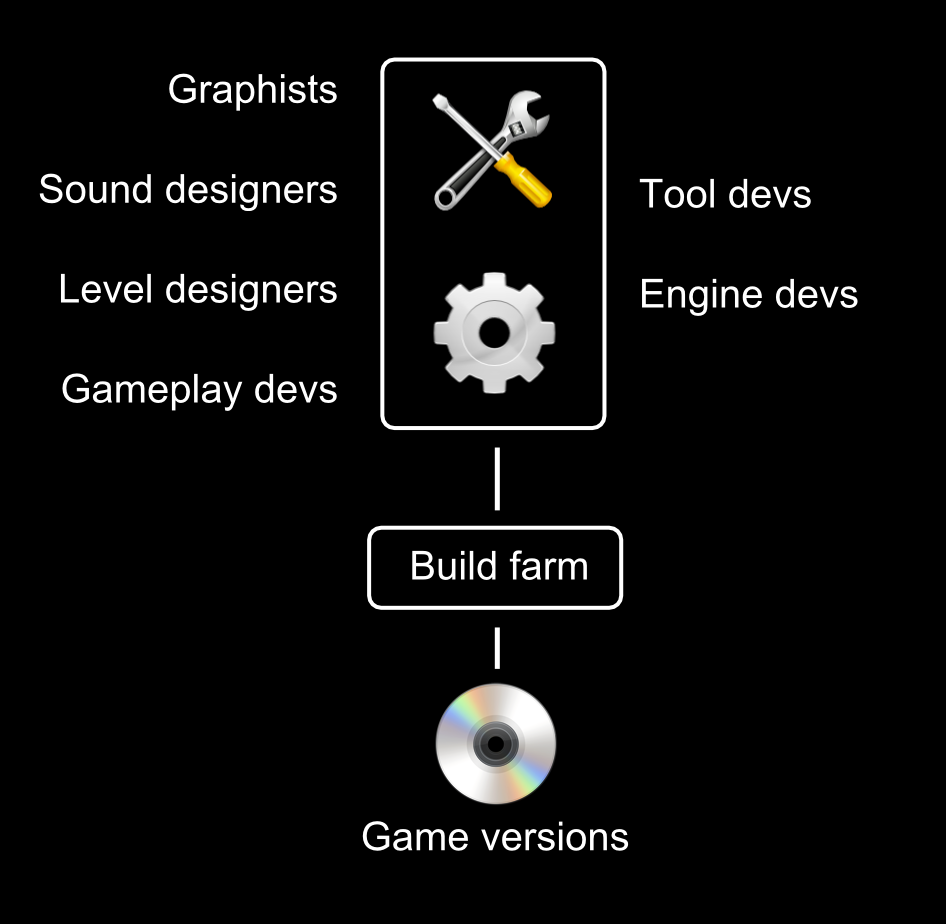 Graphists
Sound designers
Level designers
Gameplay devs
Tool devs
Engine devs
Build farm
Game versions